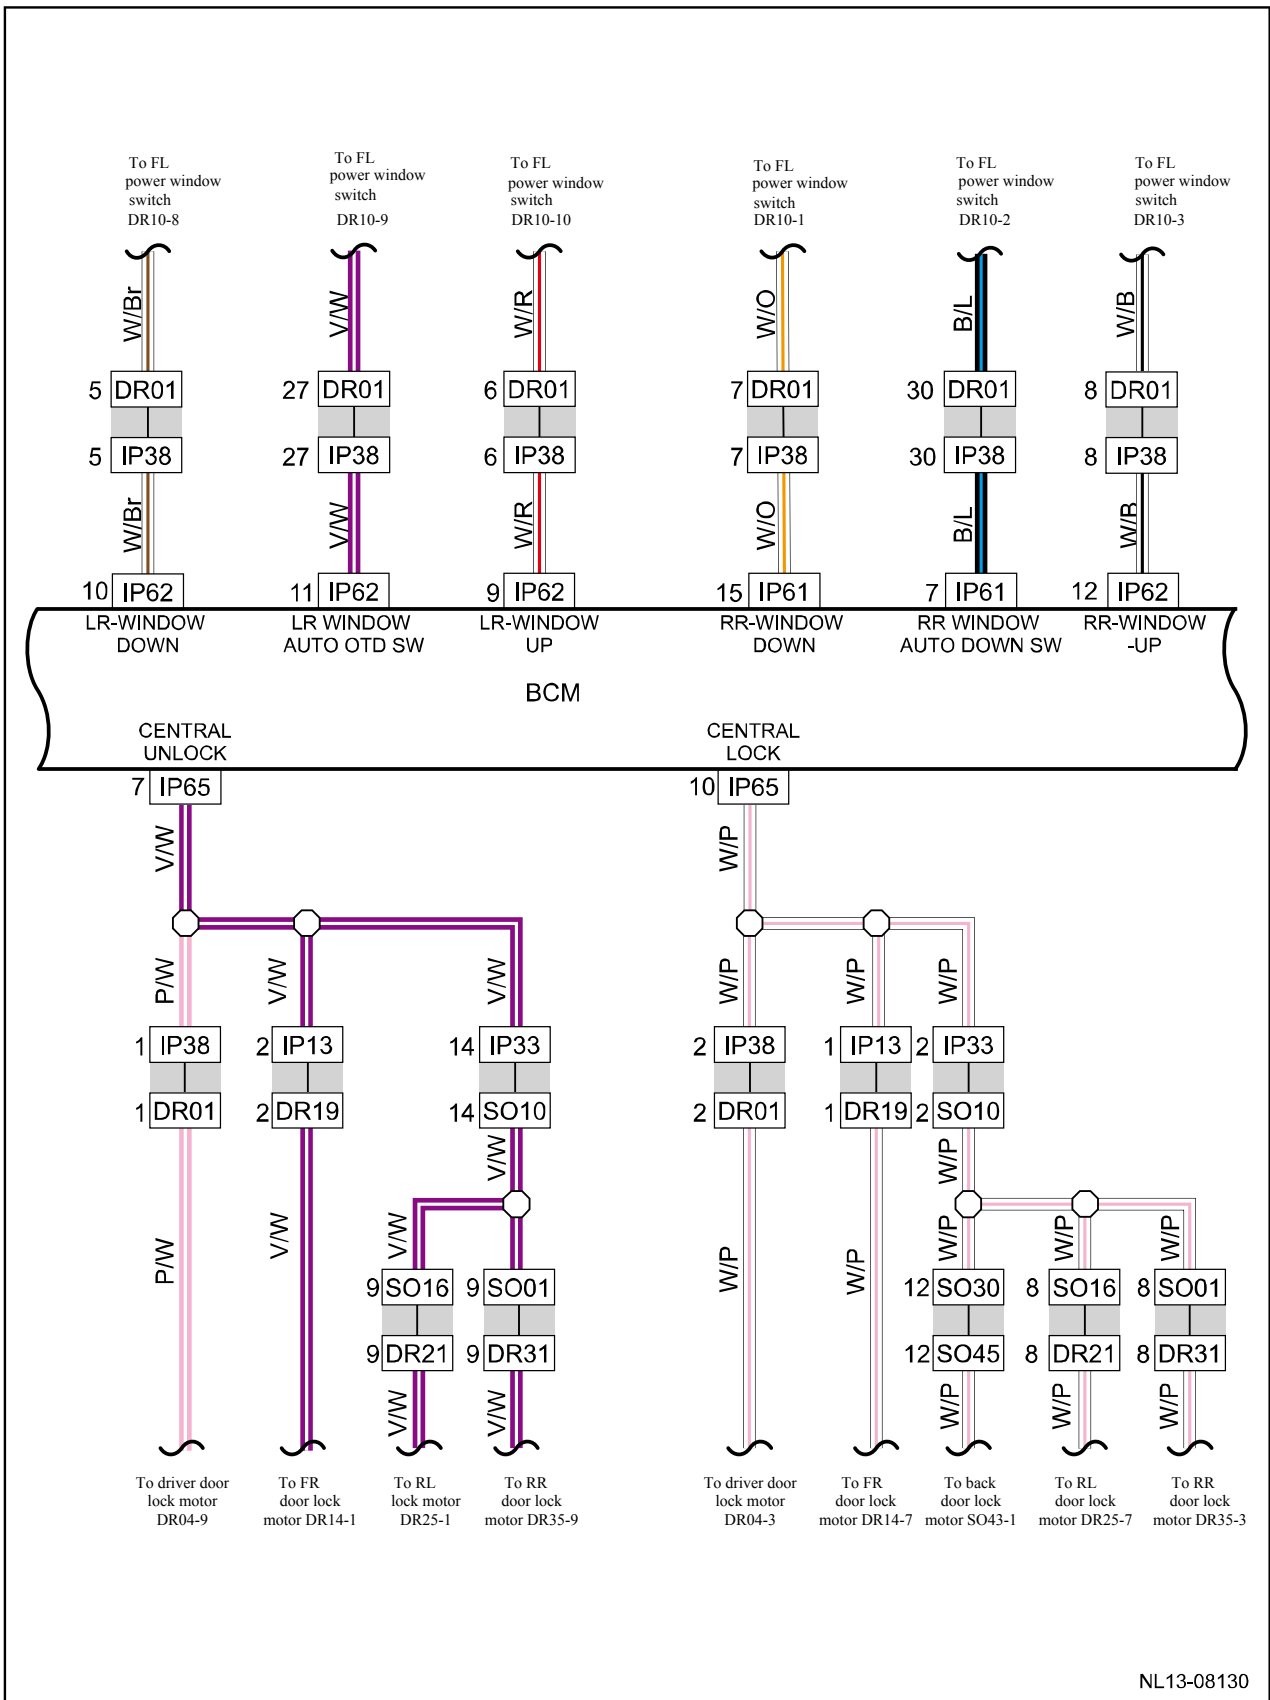 To FL
power window
switch
DR10-8
To FL
power window
switch
DR10-9
To FL
power window
switch
DR10-10
To FL
power window
switch
DR10-1
To FL
power window
switch
DR10-2
To FL
power window
switch
DR10-3
W/Br
V/W
W/R
W/O
B/L
W/B
5 DR01
27 DR01
6 DR01
7 DR01
30 DR01
8 DR01
5 IP38
27 IP38
6 IP38
7 IP38
30 IP38
8 IP38
W/Br
V/W
W/R
W/O
B/L
W/B
10 IP62
11 IP62
9 IP62
15 IP61
7 IP61
12 IP62
LR-WINDOW
DOWN
LR WINDOW
AUTO OTD SW
LR-WINDOW
UP
RR-WINDOW
DOWN
RR WINDOW
AUTO DOWN SW
RR-WINDOW
-UP
BCM
CENTRAL
UNLOCK
CENTRAL
LOCK
7 IP65
10 IP65
V/W
W/P
P/W
V/W
V/W
W/P
W/P
W/P
1 IP38
2 IP13
14 IP33
2 IP38
1 IP13
2 IP33
1 DR01
2 DR19
14 SO10
2 DR01
1 DR19
2 SO10
V/W
W/P
P/W
V/W
V/W
V/W
W/P
W/P
W/P
W/P
W/P
9 SO16
9 SO01
12 SO30
8 SO16
8 SO01
9 DR21
9 DR31
12 SO45
8 DR21
8 DR31
V/W
V/W
W/P
W/P
W/P
To driver door
lock motor
DR04-9
To FR
door lock
motor DR14-1
To RL
lock motor
DR25-1
To RR
door lock
motor DR35-9
To driver door
lock motor
DR04-3
To FR
door lock
motor DR14-7
To back
door lock
motor SO43-1
To RL
door lock
motor DR25-7
To RR
door lock
motor DR35-3
NL13-08130